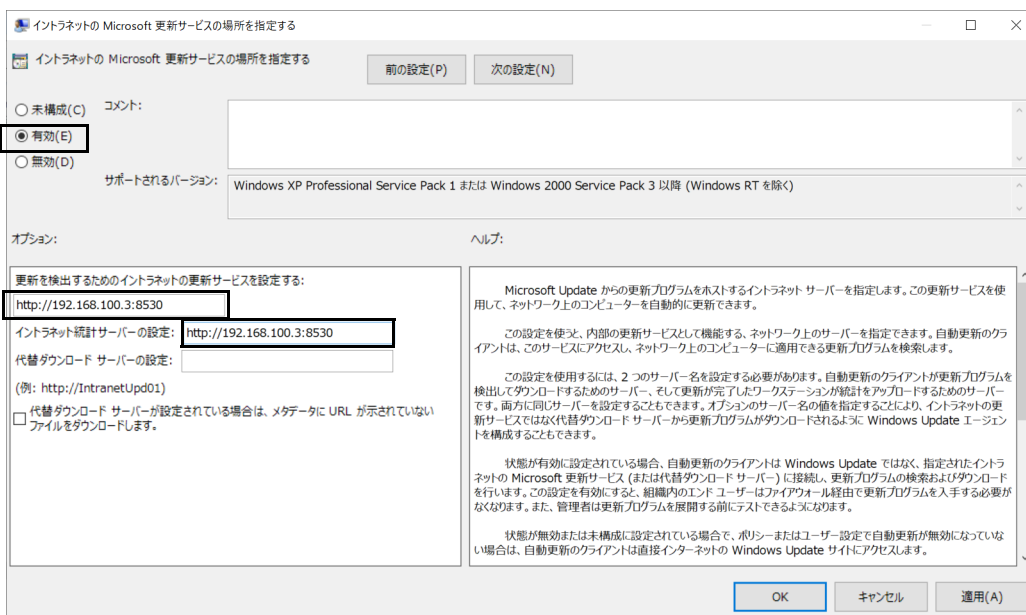 イントラネットの Microsoft 更新サービスの場所を指定する
イントラネットの Microsoft 更新サービスの場所を指定する
前の設定(P)
次の設定(N)
未構成(C)
コメント:
有効(E)
無効(D)
サポートされるバージョン:
Windows XP Professional Service Pack 1 または Windows 2000 Service Pack 3 以降 (Windows RT を除く)
オプション:
ヘルプ:
更新を検出するためのイントラネットの更新サービスを設定する:
http://192.168.100.3:8530
イントラネット統計サーバーの設定:
http://192.168.100.3:8530
代替ダウンロード サーバーの設定:
(例: http://IntranetUpd01)
代替ダウンロード サーバーが設定されている場合は、メタデータに URL が示されていない
ファイルをダウンロードします。
Microsoft Update からの更新プログラムをホストするイントラネット サーバーを指定します。この更新サービスを使
用して、ネットワーク上のコンピューターを自動的に更新できます。
この設定を使うと、内部の更新サービスとして機能する、ネットワーク上のサーバーを指定できます。自動更新のクラ
イアントは、このサービスにアクセスし、ネットワーク上のコンピューターに適用できる更新プログラムを検索します。
この設定を使用するには、2 つのサーバー名を設定する必要があります。自動更新のクライアントが更新プログラムを
検出してダウンロードするためのサーバー、そして更新が完了したワークステーションが統計をアップロードするためのサーバー
です。両方に同じサーバーを設定することもできます。オプションのサーバー名の値を指定することにより、イントラネットの更
新サービスではなく代替ダウンロード サーバーから更新プログラムがダウンロードされるように Windows Update エージェン
トを構成することもできます。
状態が有効に設定されている場合、自動更新のクライアントは Windows Update ではなく、指定されたイントラ
ネットの Microsoft 更新サービス (または代替ダウンロード サーバー) に接続し、更新プログラムの検索およびダウンロード
を行います。この設定を有効にすると、組織内のエンド ユーザーはファイアウォール経由で更新プログラムを入手する必要が
なくなります。また、管理者は更新プログラムを展開する前にテストできるようになります。
状態が無効または未構成に設定されている場合で、ポリシーまたはユーザー設定で自動更新が無効になっていな
い場合は、自動更新のクライアントは直接インターネットの Windows Update サイトにアクセスします。
OK
キャンセル
適用(A)